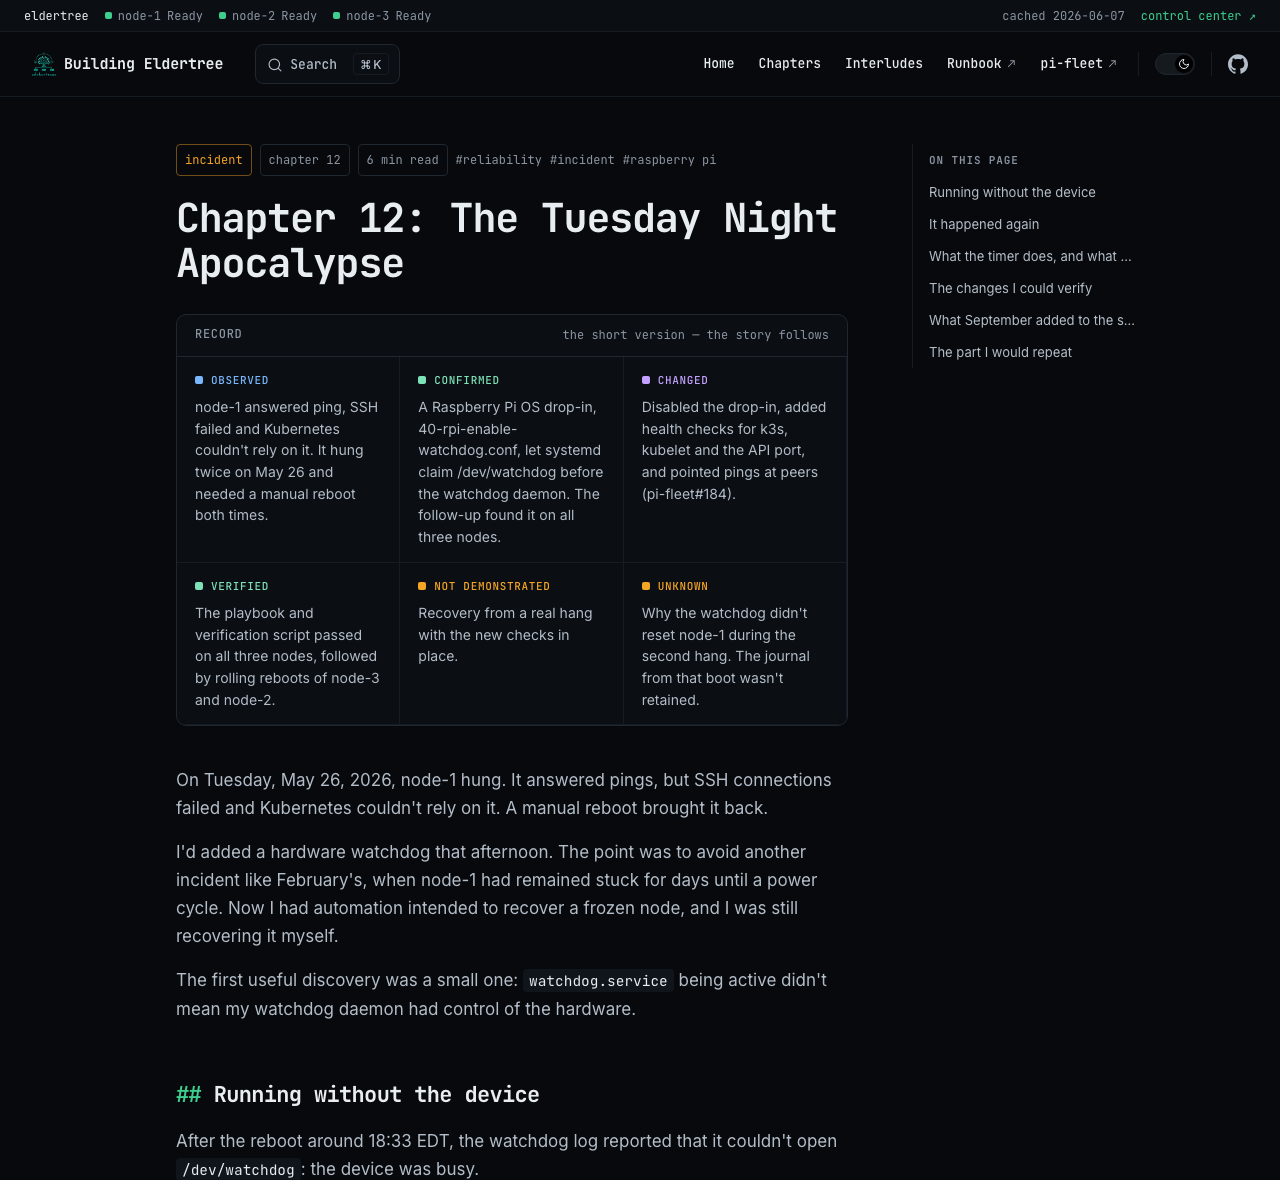 eldertree node-1 Ready node-2 Ready node-3 Ready cached 2026-06-07 control center ↗
Building Eldertree Search ⌘K Home Chapters Interludes Runbook ↗ pi-fleet ↗
incident chapter 12 6 min read #reliability #incident #raspberry pi
Chapter 12: The Tuesday Night
Apocalypse
ON THIS PAGE
Running without the device
It happened again
What the timer does, and what ...
The changes I could verify
What September added to the s...
The part I would repeat
RECORD the short version — the story follows
OBSERVED
node-1 answered ping, SSH
failed and Kubernetes
couldn't rely on it. It hung
twice on May 26 and
needed a manual reboot
both times.
CONFIRMED
A Raspberry Pi OS drop-in,
40-rpi-enable-
watchdog.conf, let systemd
claim /dev/watchdog before
the watchdog daemon. The
follow-up found it on all
three nodes.
CHANGED
Disabled the drop-in, added
health checks for k3s,
kubelet and the API port,
and pointed pings at peers
(pi-fleet#184).
VERIFIED
The playbook and
verification script passed
on all three nodes, followed
by rolling reboots of node-3
and node-2.
NOT DEMONSTRATED
Recovery from a real hang
with the new checks in
place.
UNKNOWN
Why the watchdog didn't
reset node-1 during the
second hang. The journal
from that boot wasn't
retained.
On Tuesday, May 26, 2026, node-1 hung. It answered pings, but SSH connections
failed and Kubernetes couldn't rely on it. A manual reboot brought it back.
I'd added a hardware watchdog that afternoon. The point was to avoid another
incident like February's, when node-1 had remained stuck for days until a power
cycle. Now I had automation intended to recover a frozen node, and I was still
recovering it myself.
The first useful discovery was a small one: watchdog.service being active didn't
mean my watchdog daemon had control of the hardware.
## Running without the device
After the reboot around 18:33 EDT, the watchdog log reported that it couldn't open
/dev/watchdog: the device was busy.